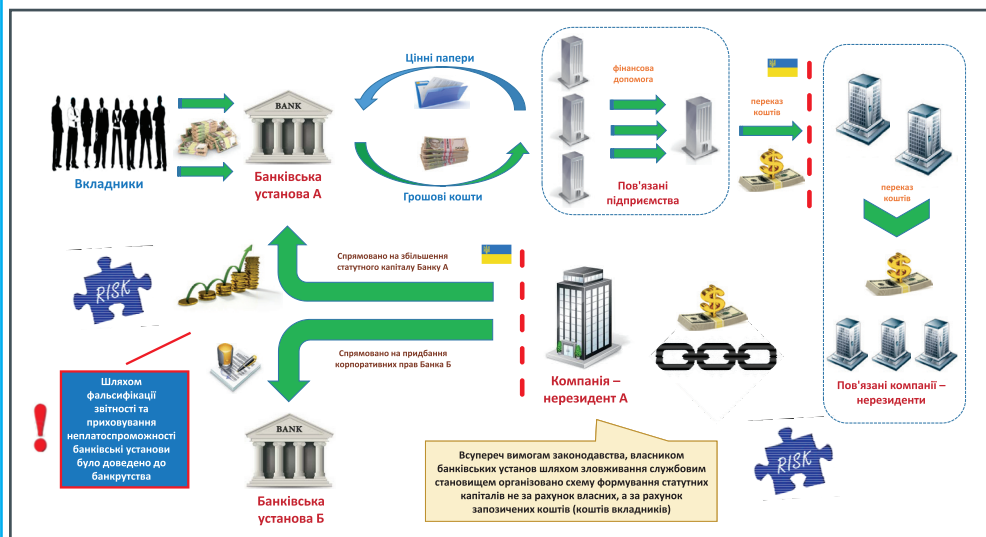 Вкладники
BANK
Банківська
установа А
Цінні папери
Грошові кошти
фінансова
допомога
Пов'язані
підприємства
переказ
коштів
переказ
коштів
Пов'язані компанії –
нерезиденти
RISK
Спрямовано на збільшення
статутного капіталу Банку А
Спрямовано на придбання
корпоративних прав Банка Б
Компанія –
нерезидент А
Шляхом
фальсифікації
звітності та
приховування
неплатоспроможності
банківські установи
було доведено до
банкрутства
!
BANK
Банківська
установа Б
Всупереч вимогам законодавства, власником
банківських установ шляхом зловживання службовим
становищем організовано схему формування статутних
капіталів не за рахунок власних, а за рахунок
запозичених коштів (коштів вкладників)
RISK